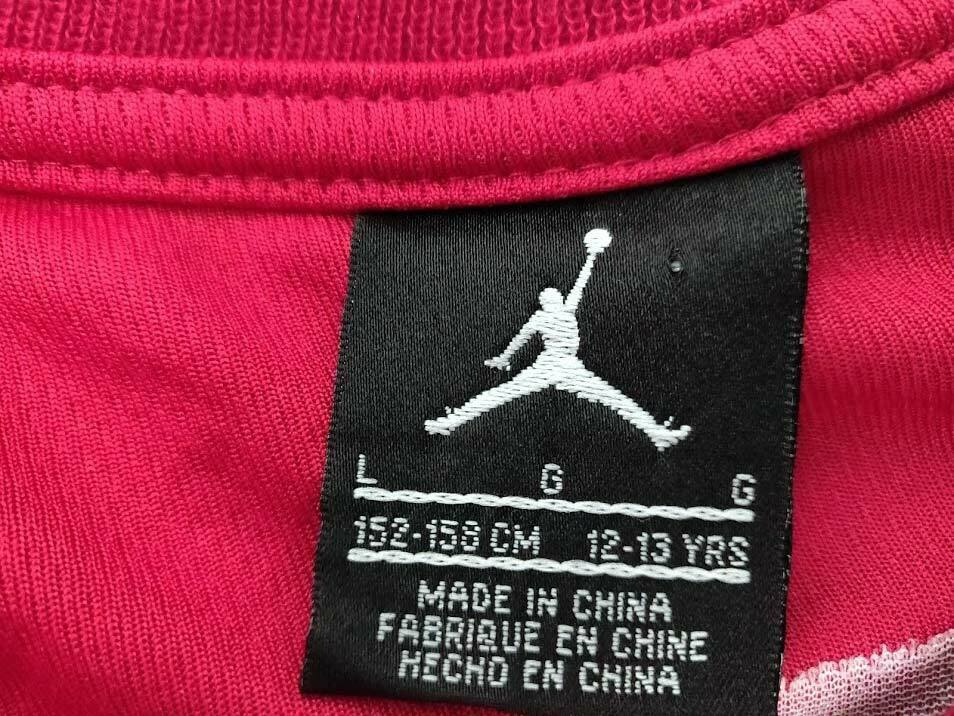 L G G
152-158 CM 12-13 YRS
MADE IN CHINA
FABRIQUE EN CHINE
HECHO EN CHINA